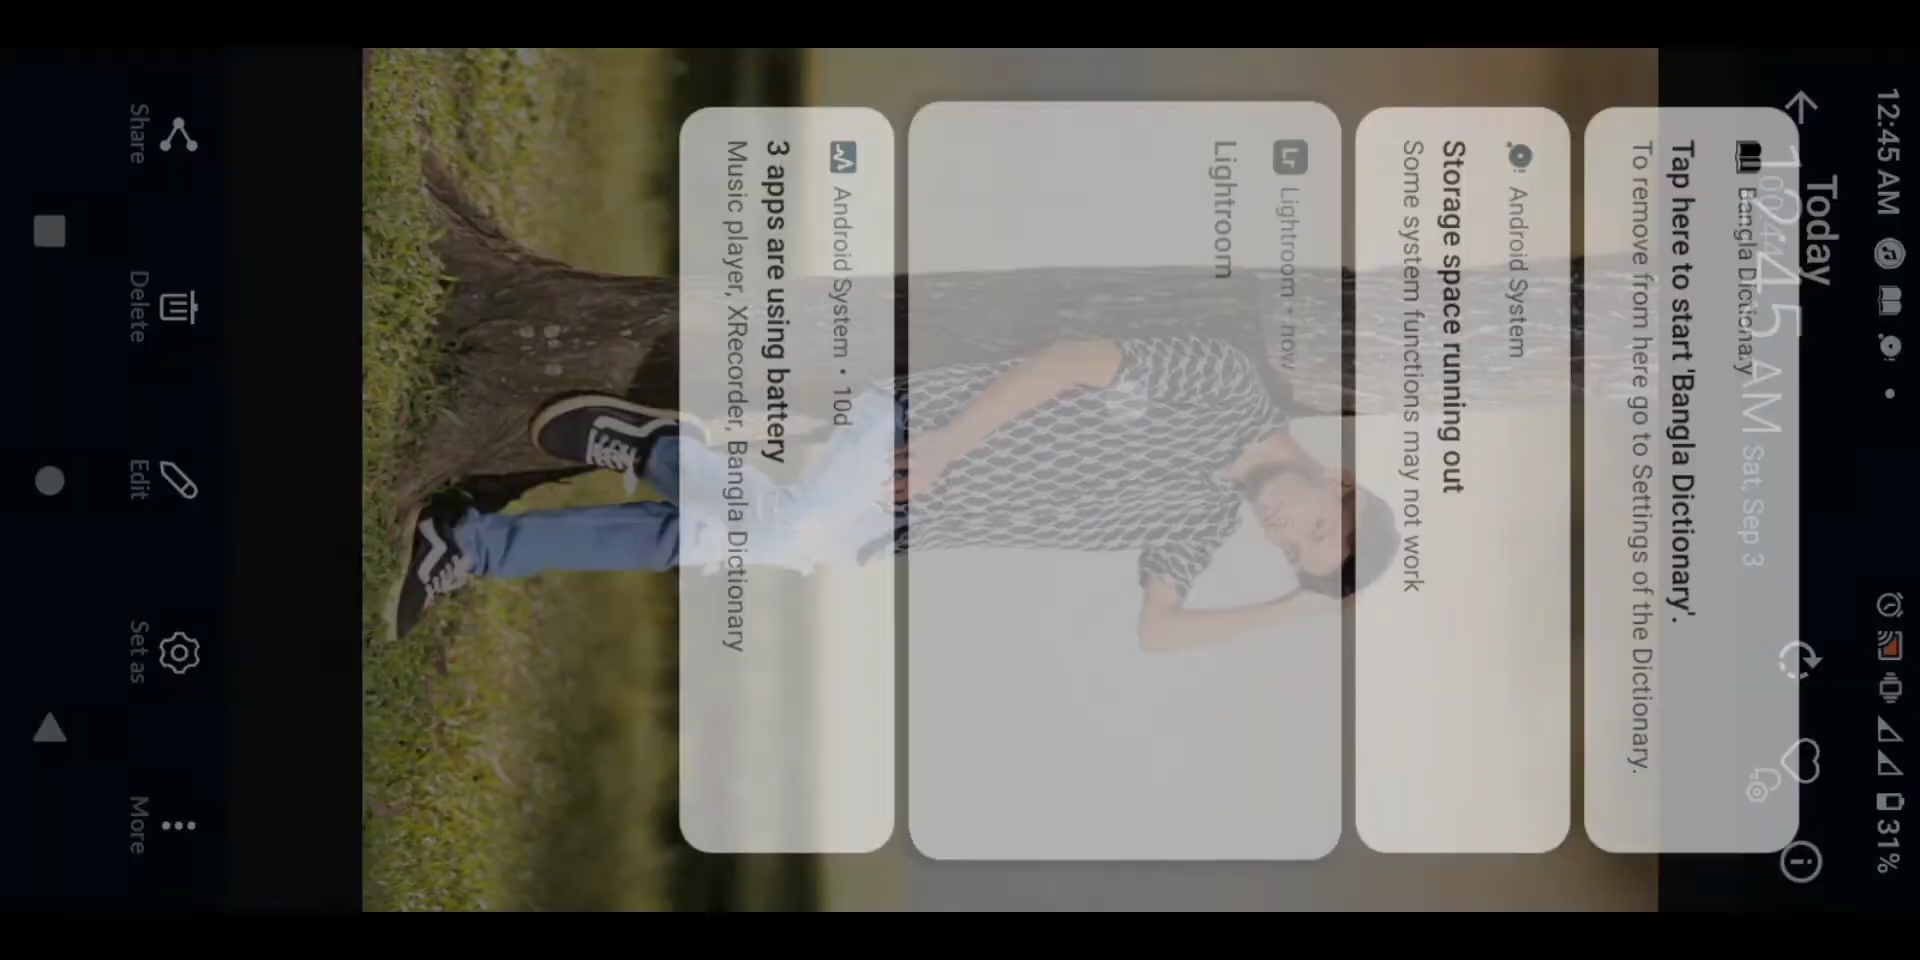 12:45 AM
31%
Today
12:45 AM Sat, Sep 3
Bangla Dictionary
Tap here to start 'Bangla Dictionary'.
To remove from here go to Settings of the Dictionary.
Android System
Storage space running out
Some system functions may not work
Lightroom • now
Lightroom
Android System • 10d
3 apps are using battery
Music player, XRecorder, Bangla Dictionary
Share
Delete
Edit
Set as
More